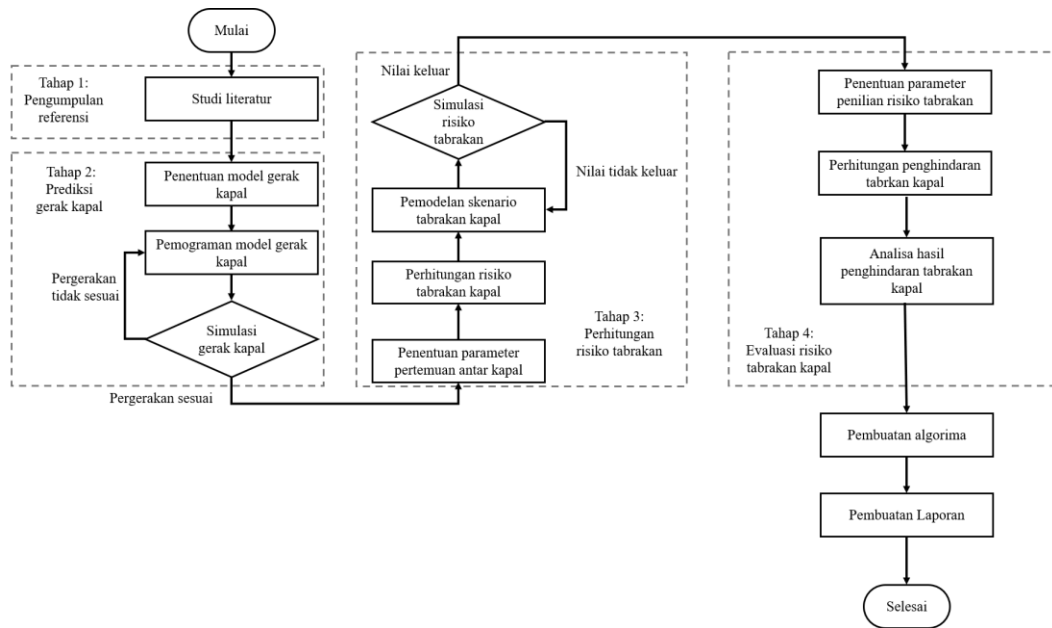 Mulai
Tahap 1:
Pengumpulan
referensi
Studi literatur
Tahap 2:
Prediksi
gerak kapal
Penentuan model gerak
kapal
Pemograman model gerak
kapal
Pergerakan
tidak sesuai
Simulasi
gerak kapal
Pergerakan sesuai
Nilai keluar
Simulasi
risiko
tabrakan
Nilai tidak keluar
Pemodelan skenario
tabrakan kapal
Perhitungan risiko
tabrakan kapal
Tahap 3:
Perhitungan
risiko tabrakan
Penentuan parameter
pertemuan antar kapal
Penentuan parameter
penilian risiko tabrakan
Perhitungan penghindaran
tabrkan kapal
Analisa hasil
penghindaran tabrakan
kapal
Tahap 4:
Evaluasi risiko
tabrakan kapal
Pembuatan algorima
Pembuatan Laporan
Selesai